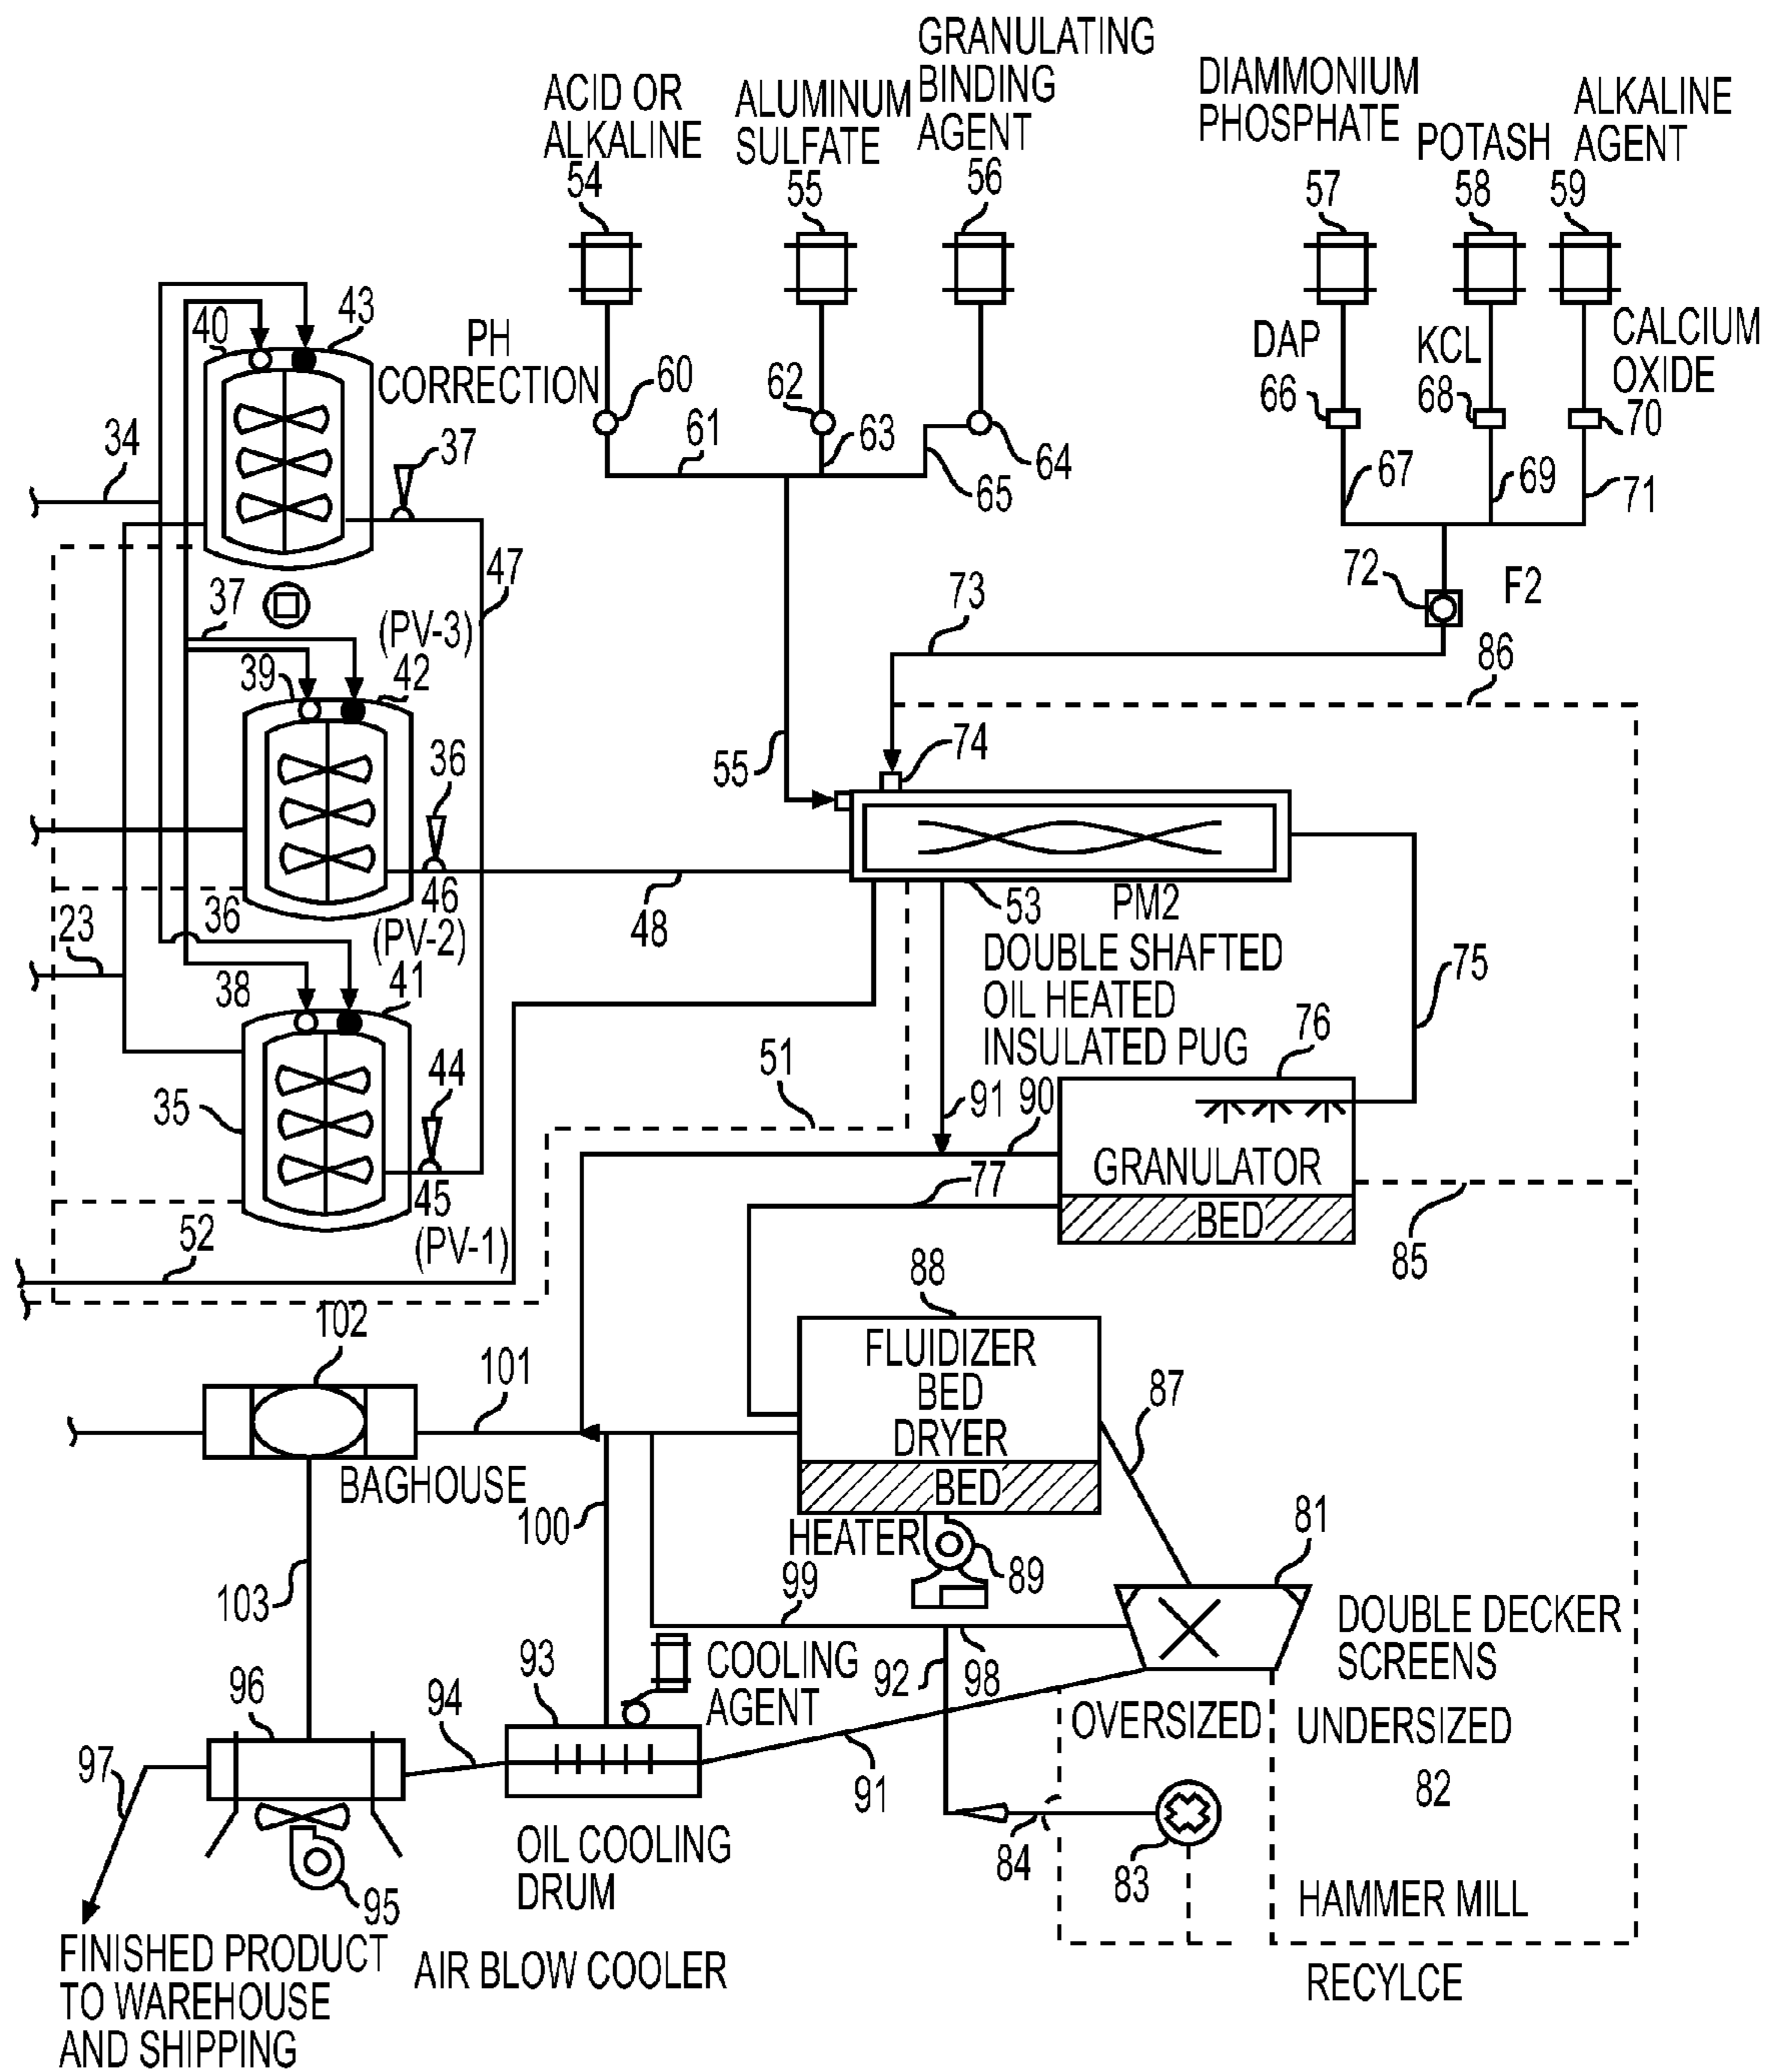 GRANULATING
BINDING
AGENT
56
ACID OR
ALKALINE
54
ALUMINUM
SULFATE
55
DIAMMONIUM
PHOSPHATE
57
POTASH
58
ALKALINE
AGENT
59
40
43
PH
CORRECTION
60
62
61
63
64
65
DAP
66
KCL
68
CALCIUM
OXIDE
70
67
69
71
34
37
47
37
(PV-3)
39
42
72
F2
73
86
55
74
36
46
(PV-2)
36
48
23
38
41
53
PM2
DOUBLE SHAFTED
OIL HEATED
INSULATED PUG
75
76
51
44
35
45
(PV-1)
91
90
GRANULATOR
BED
77
85
52
88
FLUIDIZER
BED
DRYER
BED
87
102
101
BAGHOUSE
100
HEATER
89
99
81
DOUBLE DECKER
SCREENS
103
93
COOLING
AGENT
92
98
OVERSIZED
UNDERSIZED
82
96
94
97
91
84
83
95
OIL COOLING
DRUM
HAMMER MILL
FINISHED PRODUCT
TO WAREHOUSE
AND SHIPPING
AIR BLOW COOLER
RECYLCE